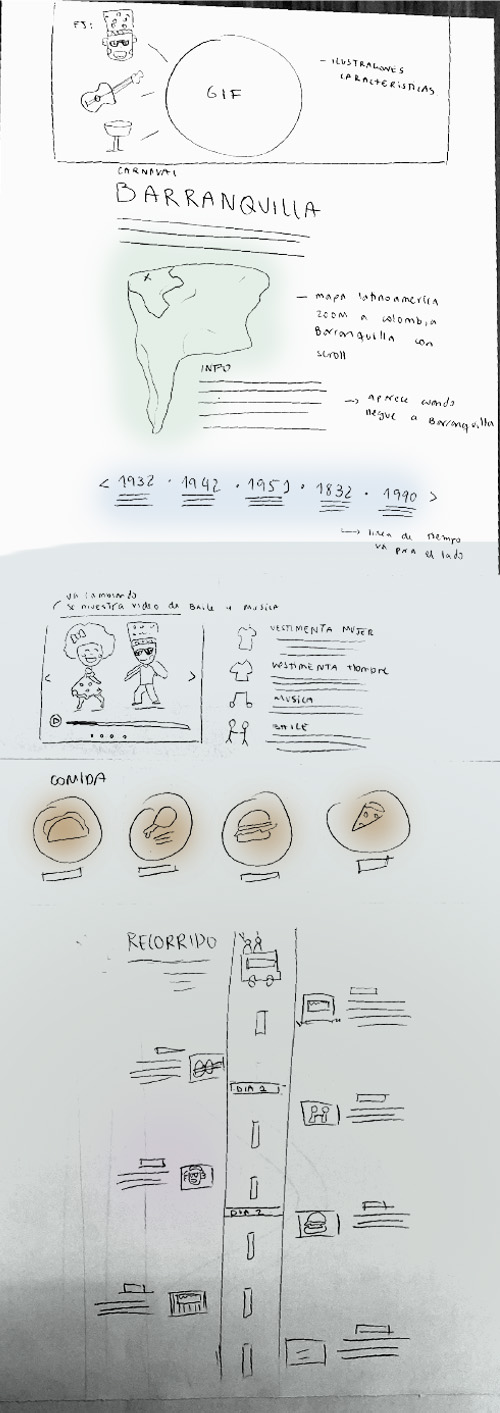 PJ:
GIF
- ILUSTRACIONES
CARACTERISTICAS
CARNAVAL
BARRANQUILLA
- mapa latinoamerica
zoom a colombia
Barranquilla con
scroll
INFO
→ Aparece cuando
llegue a Barranquilla
< 1932 · 1942 · 1951 · 1832 · 1990 >
→ linea de tiempo
va para el lado
va cambiando
se muestra video de Baile y musica
VESTIMENTA MUJER
VESTIMENTA HOMBRE
MUSICA
BAILE
COMIDA
RECORRIDO
DIA 1
DIA 2